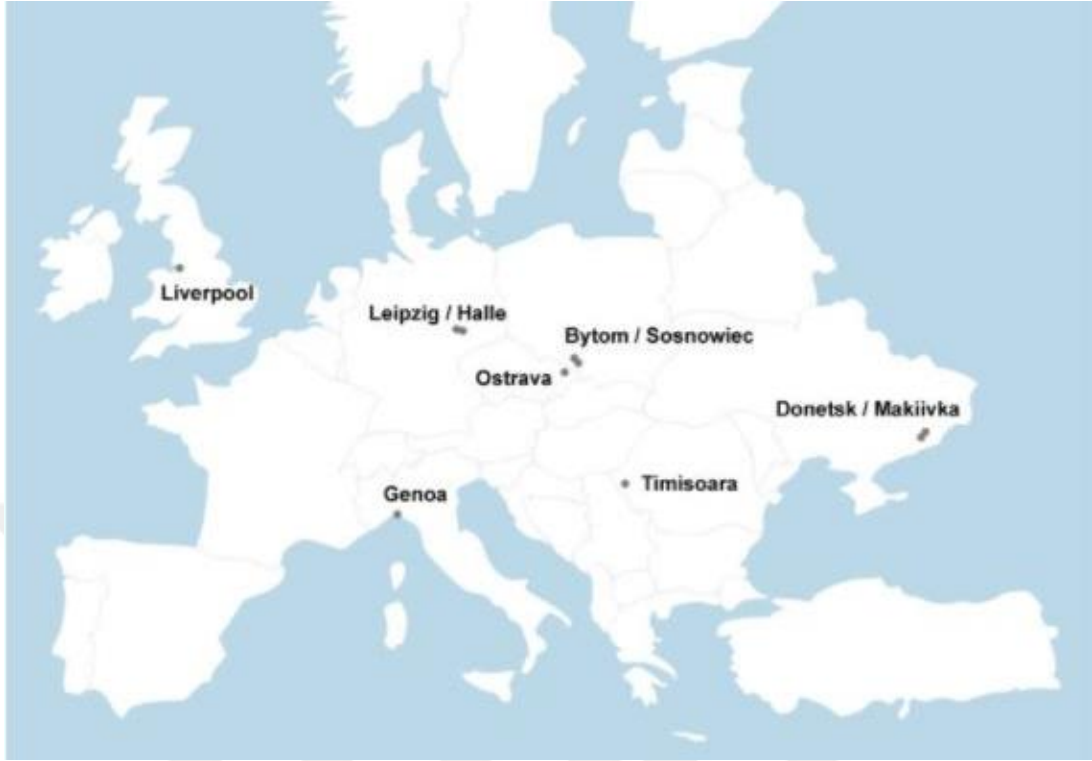 Liverpool
Leipzig / Halle
Bytom / Sosnowiec
Ostrava
Donetsk / Makiivka
Timisoara
Genoa